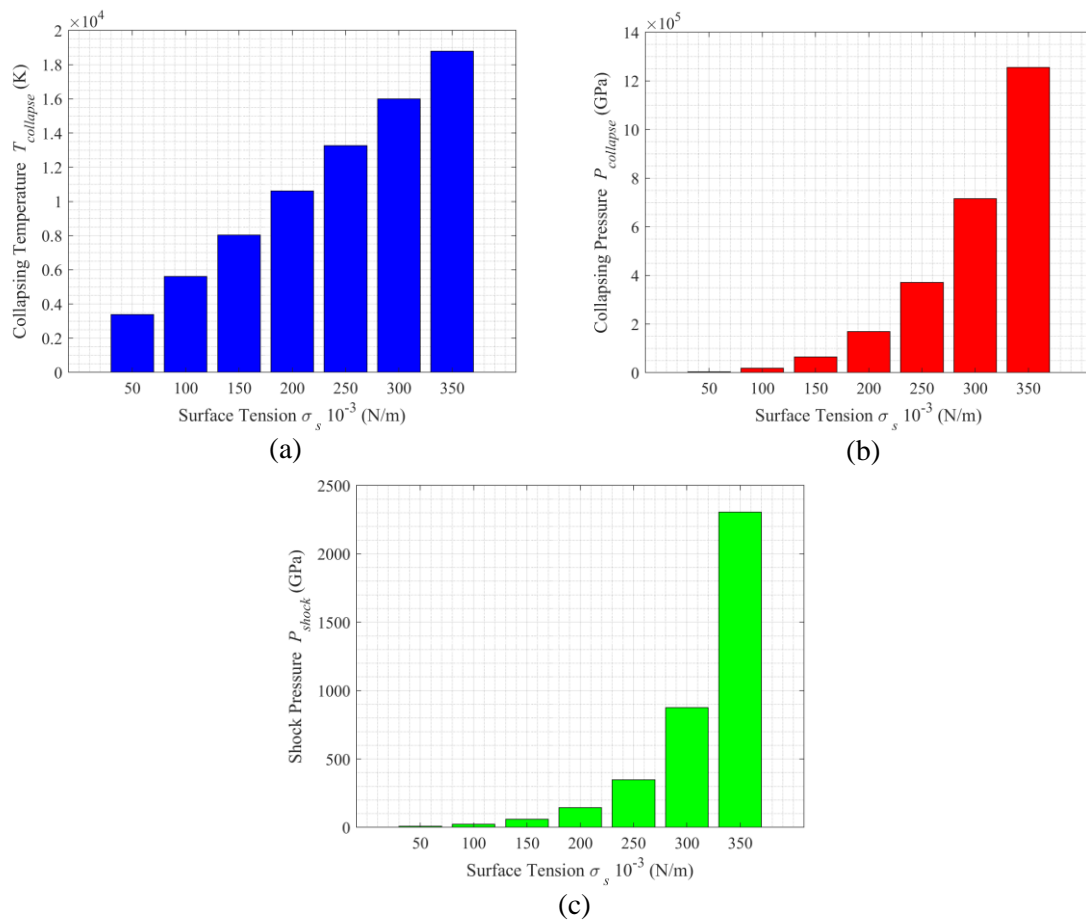 ×10⁴
2
1.8
1.6
1.4
1.2
1
0.8
0.6
0.4
0.2
0
Collapsing Temperature T_collapse (K)
50 100 150 200 250 300 350
Surface Tension σ_s 10⁻³ (N/m)
(a)
×10⁵
14
12
10
8
6
4
2
0
Collapsing Pressure P_collapse (GPa)
50 100 150 200 250 300 350
Surface Tension σ_s 10⁻³ (N/m)
(b)
2500
2000
1500
1000
500
0
Shock Pressure P_shock (GPa)
50 100 150 200 250 300 350
Surface Tension σ_s 10⁻³ (N/m)
(c)